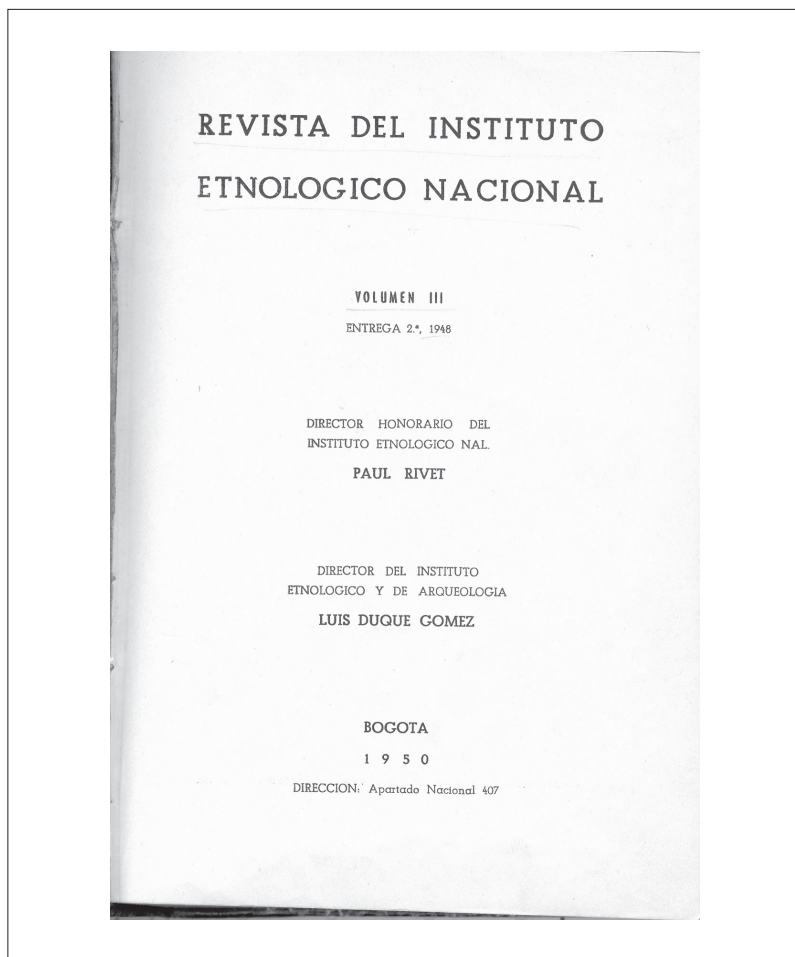 REVISTA DEL INSTITUTO
ETNOLOGICO NACIONAL
VOLUMEN III
ENTREGA 2.ª, 1948
DIRECTOR HONORARIO DEL
INSTITUTO ETNOLOGICO NAL.
PAUL RIVET
DIRECTOR DEL INSTITUTO
ETNOLOGICO Y DE ARQUEOLOGIA
LUIS DUQUE GOMEZ
BOGOTA
1 9 5 0
DIRECCION: Apartado Nacional 407